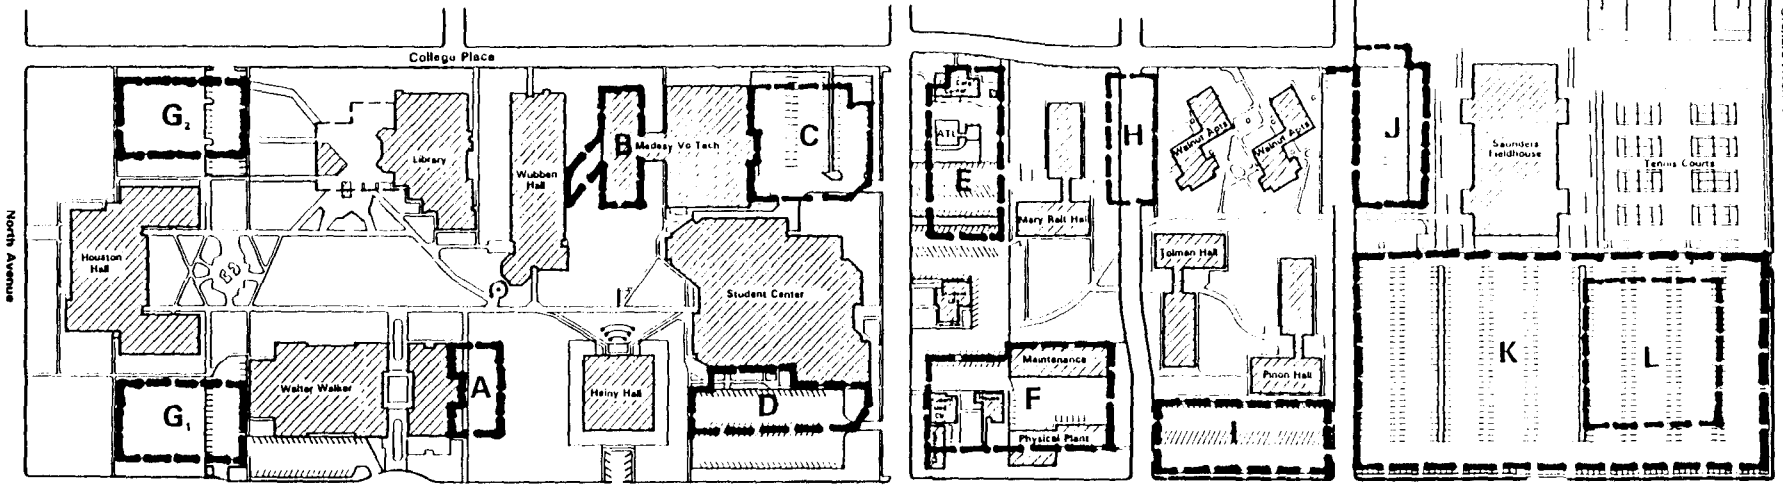 College Place
G2
B
C
ATL
H
J
Library
Medesy Vo Tech
Walnut Apts
Walnut Apts
Wubben
Hall
Saunders
Fieldhouse
Tennis Courts
E
Mary Rait Hall
North Avenue
Houston
Hall
Tolman Hall
Student Center
Maintenance
K
L
Walter Walker
A
Heiny Hall
D
F
Pinon Hall
G1
I
Physical Plant